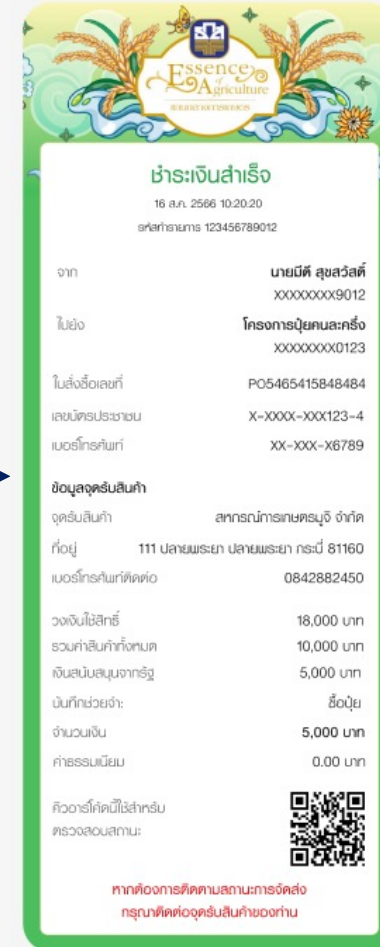 Essence
of
Agriculture
ชำระเงินสำเร็จ
16 ส.ค. 2566 10:20:20
รหัสทำรายการ 123456789012
จาก นายมีดี สุขสวัสดิ์
XXXXXXXX9012
ไปยัง โครงการปุ๋ยคนละครึ่ง
XXXXXXXX0123
ใบสั่งซื้อเลขที่ PO5465415848484
เลขบัตรประชาชน X-XXXX-XXX123-4
เบอร์โทรศัพท์ XX-XXX-X6789
ข้อมูลจุดรับสินค้า
จุดรับสินค้า สหกรณ์การเกษตรมุจิ จำกัด
ที่อยู่ 111 ปลายพระยา ปลายพระยา กระบี่ 81160
เบอร์โทรศัพท์ติดต่อ 0842882450
วงเงินใช้สิทธิ์ 18,000 บาท
รวมค่าสินค้าทั้งหมด 10,000 บาท
เงินสนับสนุนจากรัฐ 5,000 บาท
บันทึกช่วยจำ: ซื้อปุ๋ย
จำนวนเงิน 5,000 บาท
ค่าธรรมเนียม 0.00 บาท
คิวอาร์โค้ดนี้ใช้สำหรับ
ตรวจสอบสถานะ
หากต้องการติดตามสถานะการจัดส่ง
กรุณาติดต่อจุดรับสินค้าของท่าน